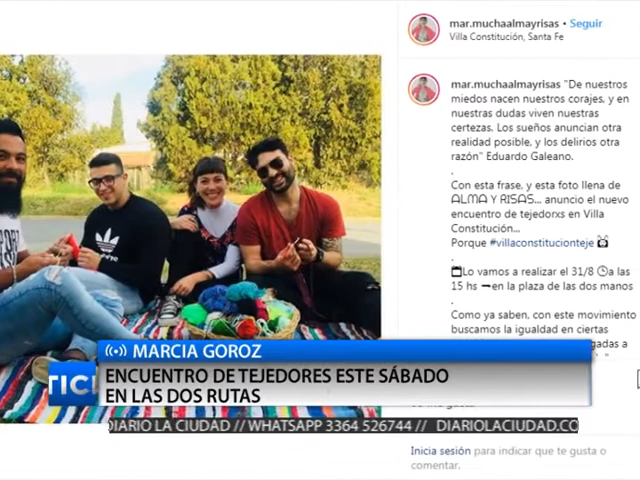 mar.muchaalmayrisas • Seguir
Villa Constitución, Santa Fe
mar.muchaalmayrisas "De nuestros
miedos nacen nuestros corajes, y en
nuestras dudas viven nuestras
certezas. Los sueños anuncian otra
realidad posible, y los delirios otra
razón" Eduardo Galeano.
.
Con esta frase, y esta foto llena de
ALMA Y RISAS... anuncio el nuevo
encuentro de tejedorxs en Villa
Constitución...
Porque #villaconstitucionteje
.
Lo vamos a realizar el 31/8 a las
15 hs en la plaza de las dos manos
.
Como ya saben, con este movimiento
buscamos la igualdad en ciertas
Inicia sesión para indicar que te gusta o
comentar.
adidas
MARCIA GOROZ
TICI
ENCUENTRO DE TEJEDORES ESTE SÁBADO
EN LAS DOS RUTAS
DIARIO LA CIUDAD // WHATSAPP 3364 526744 // DIARIOLACIUDAD.CO